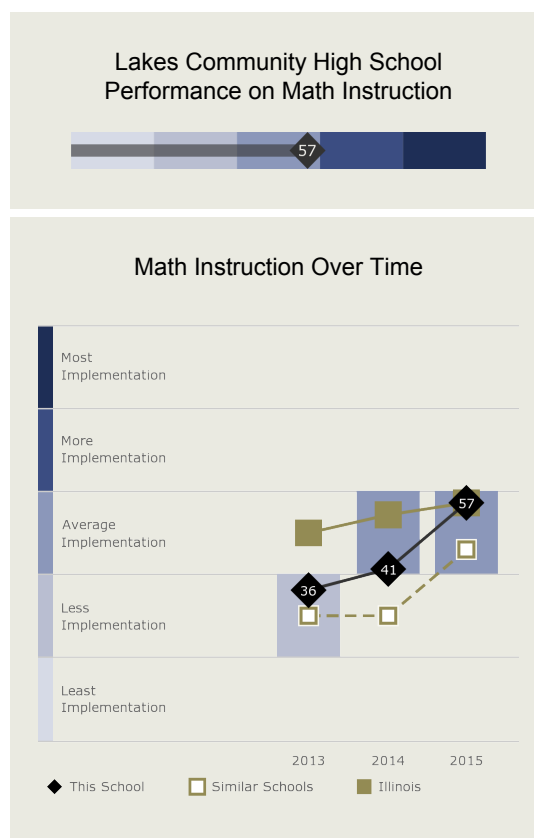 Lakes Community High School
Performance on Math Instruction
57
Math Instruction Over Time
Most
Implementation
More
Implementation
Average
Implementation
57
41
Less
Implementation
36
Least
Implementation
2013 2014 2015
This School Similar Schools Illinois